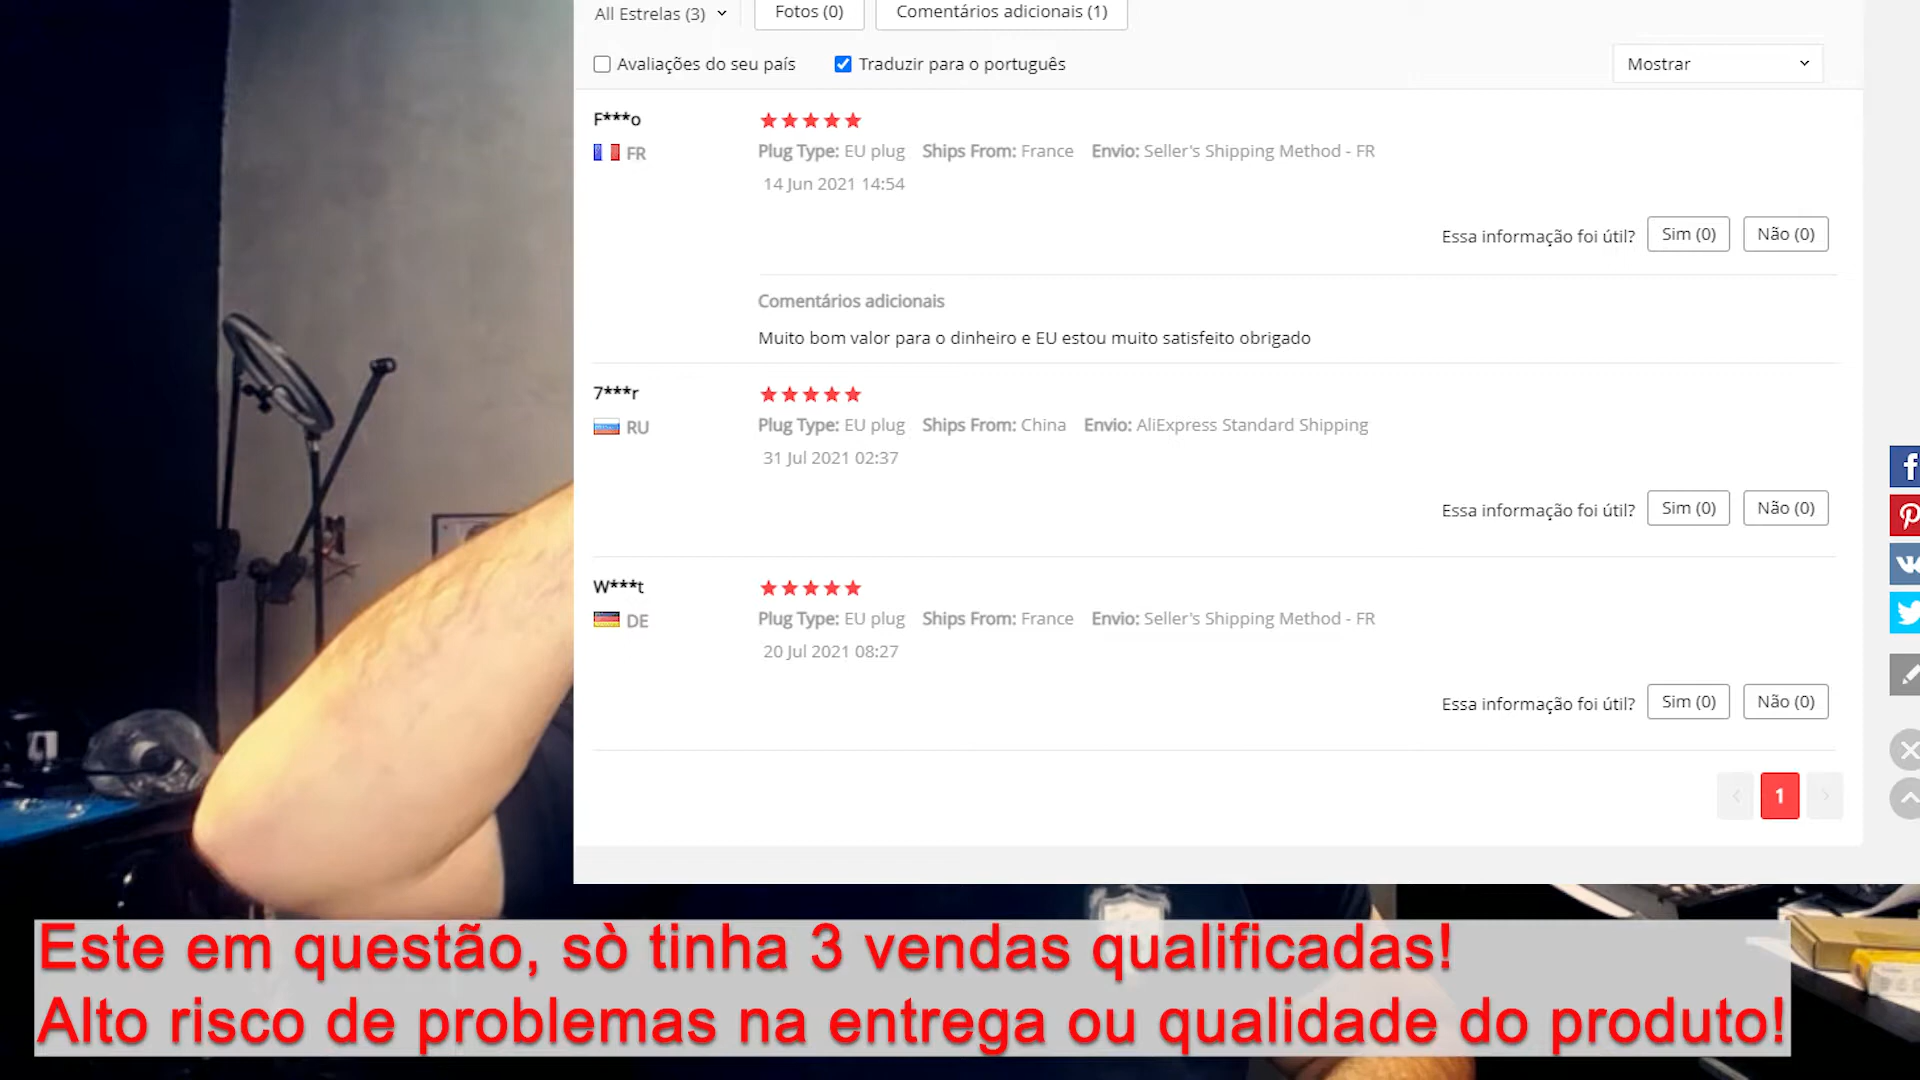 All Estrelas (3)
Fotos (0)
Comentários adicionais (1)
Avaliações do seu país
Traduzir para o português
Mostrar
F***o
FR
Plug Type: EU plug Ships From: France Envio: Seller's Shipping Method - FR
14 Jun 2021 14:54
Essa informação foi útil? Sim (0) Não (0)
Comentários adicionais
Muito bom valor para o dinheiro e EU estou muito satisfeito obrigado
7***r
RU
Plug Type: EU plug Ships From: China Envio: AliExpress Standard Shipping
31 Jul 2021 02:37
Essa informação foi útil? Sim (0) Não (0)
W***t
DE
Plug Type: EU plug Ships From: France Envio: Seller's Shipping Method - FR
20 Jul 2021 08:27
Essa informação foi útil? Sim (0) Não (0)
1
Este em questão, sò tinha 3 vendas qualificadas!
Alto risco de problemas na entrega ou qualidade do produto!